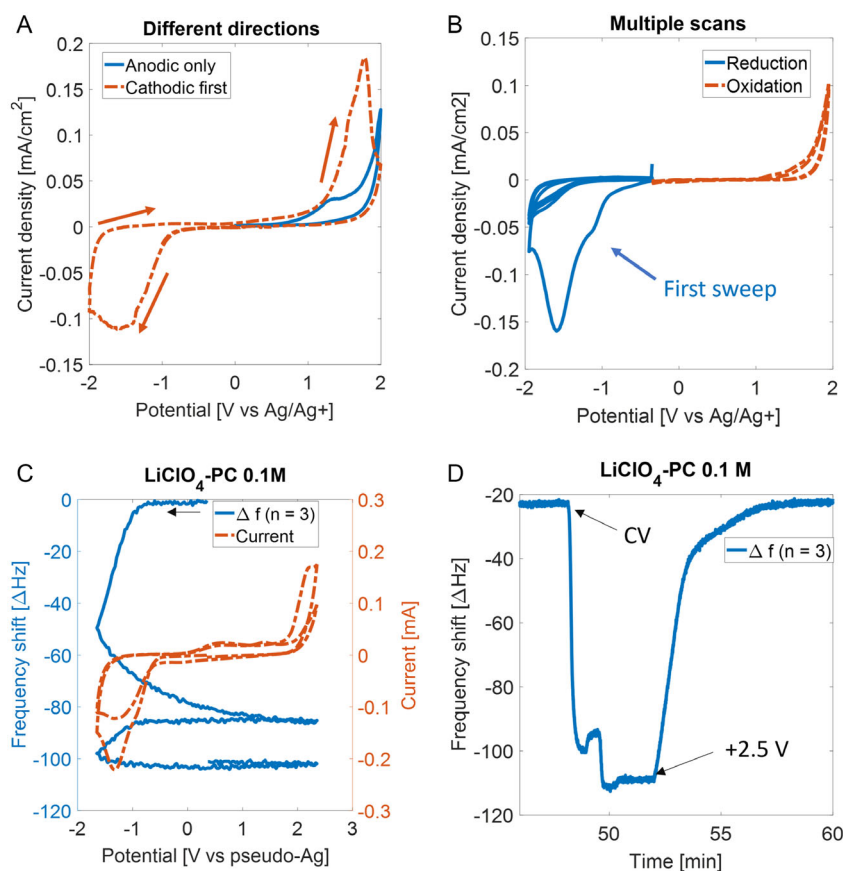 A
Different directions
0.2
0.15
0.1
0.05
0
-0.05
-0.1
0.15
Current density [mA/cm²]
Anodic only
Cathodic first
-2
-1
0
1
2
Potential [V vs Ag/Ag+]
B
Multiple scans
0.15
0.1
0.05
0
-0.05
-0.1
-0.15
-0.2
Current density [mA/cm2]
Reduction
Oxidation
First sweep
-2
-1
0
1
2
Potential [V vs Ag/Ag+]
C
LiClO₄-PC 0.1M
0
-20
-40
-60
-80
-100
-120
Frequency shift [ΔHz]
Δ f (n = 3)
Current
0.3
0.2
0.1
0
-0.1
-0.2
-0.3
Current [mA]
-2
-1
0
1
2
3
Potential [V vs pseudo-Ag]
D
LiClO₄-PC 0.1 M
-20
-40
-60
-80
-100
-120
Frequency shift [ΔHz]
CV
Δ f (n = 3)
+2.5 V
50
55
60
Time [min]